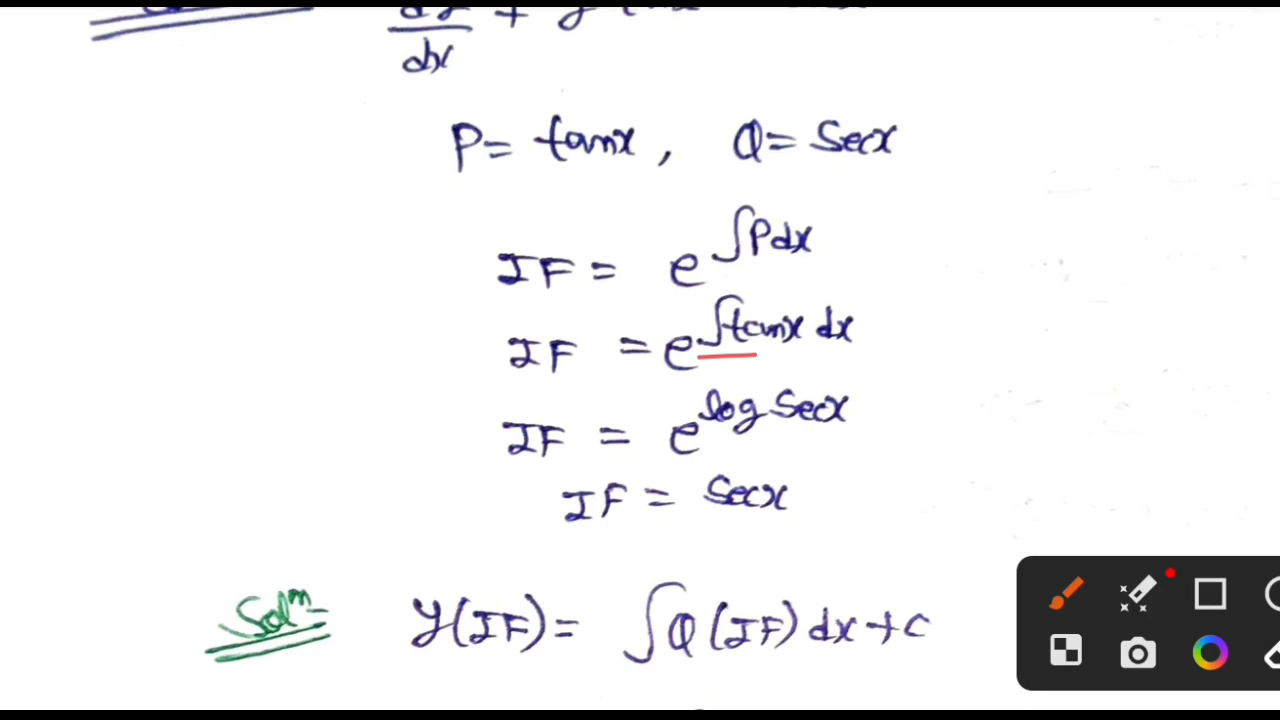 dx
P= tanx , Q= Secx
IF = e^∫Pdx
IF = e^∫tanx dx
IF = e^log Secx
IF = Secx
Solⁿ y(IF)= ∫Q(IF) dx+c